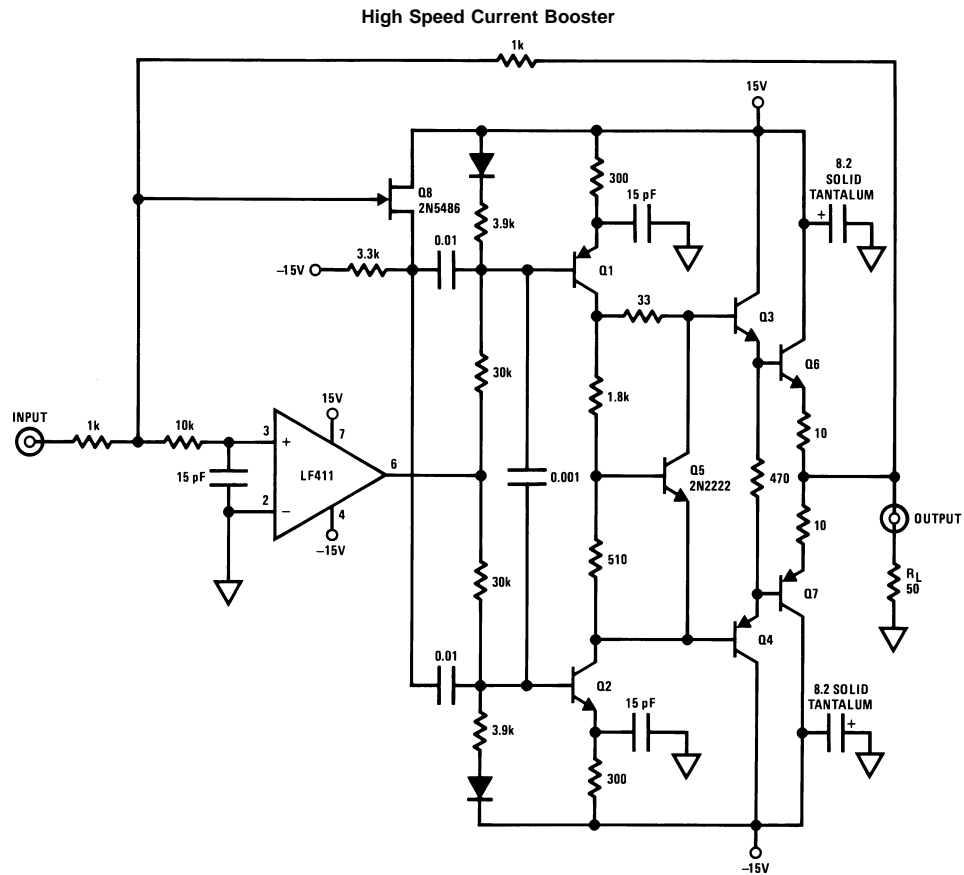 High Speed Current Booster
1k
15V
8.2
SOLID
TANTALUM
+
300
15 pF
Q8
2N5486
3.9k
0.01
3.3k
–15V
Q1
33
Q3
Q6
30k
1.8k
10
INPUT
1k
10k
15V
7
3
+
LF411
6
15 pF
2
–
4
–15V
0.001
Q5
2N2222
470
10
OUTPUT
30k
510
RL
50
Q7
Q4
0.01
Q2
15 pF
8.2 SOLID
TANTALUM
+
3.9k
300
–15V